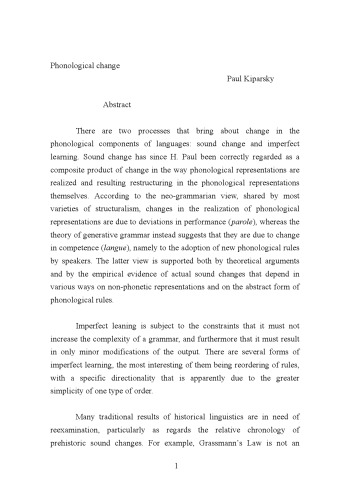 Phonological change
Paul Kiparsky
Abstract
There are two processes that bring about change in the
phonological components of languages: sound change and imperfect
learning. Sound change has since H. Paul been correctly regarded as a
composite product of change in the way phonological representations are
realized and resulting restructuring in the phonological representations
themselves. According to the neo-grammarian view, shared by most
varieties of structuralism, changes in the realization of phonological
representations are due to deviations in performance (parole), whereas the
theory of generative grammar instead suggests that they are due to change
in competence (langue), namely to the adoption of new phonological rules
by speakers. The latter view is supported both by theoretical arguments
and by the empirical evidence of actual sound changes that depend in
various ways on non-phonetic representations and on the abstract form of
phonological rules.
Imperfect leaning is subject to the constraints that it must not
increase the complexity of a grammar, and furthermore that it must result
in only minor modifications of the output. There are several forms of
imperfect learning, the most interesting of them being reordering of rules,
with a specific directionality that is apparently due to the greater
simplicity of one type of order.
Many traditional results of historical linguistics are in need of
reexamination, particularly as regards the relative chronology of
prehistoric sound changes. For example, Grassmann's Law is not an
1